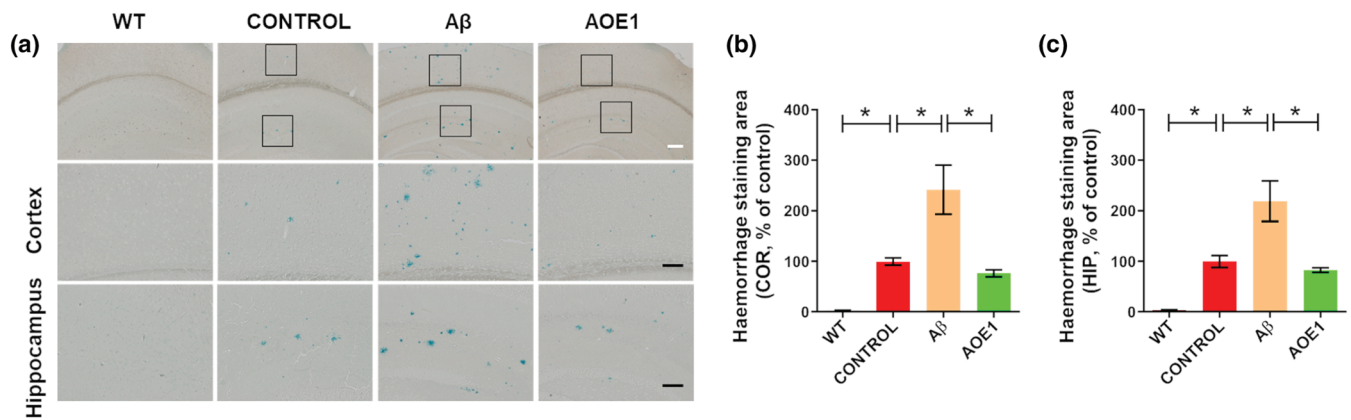 (a)
WT CONTROL Aβ AOE1
Cortex
Hippocampus
(b)
Haemorrhage staining area
(COR, % of control)
400
300
200
100
0
* * *
WT CONTROL Aβ AOE1
(c)
Haemorrhage staining area
(HIP, % of control)
400
300
200
100
0
* * *
WT CONTROL Aβ AOE1